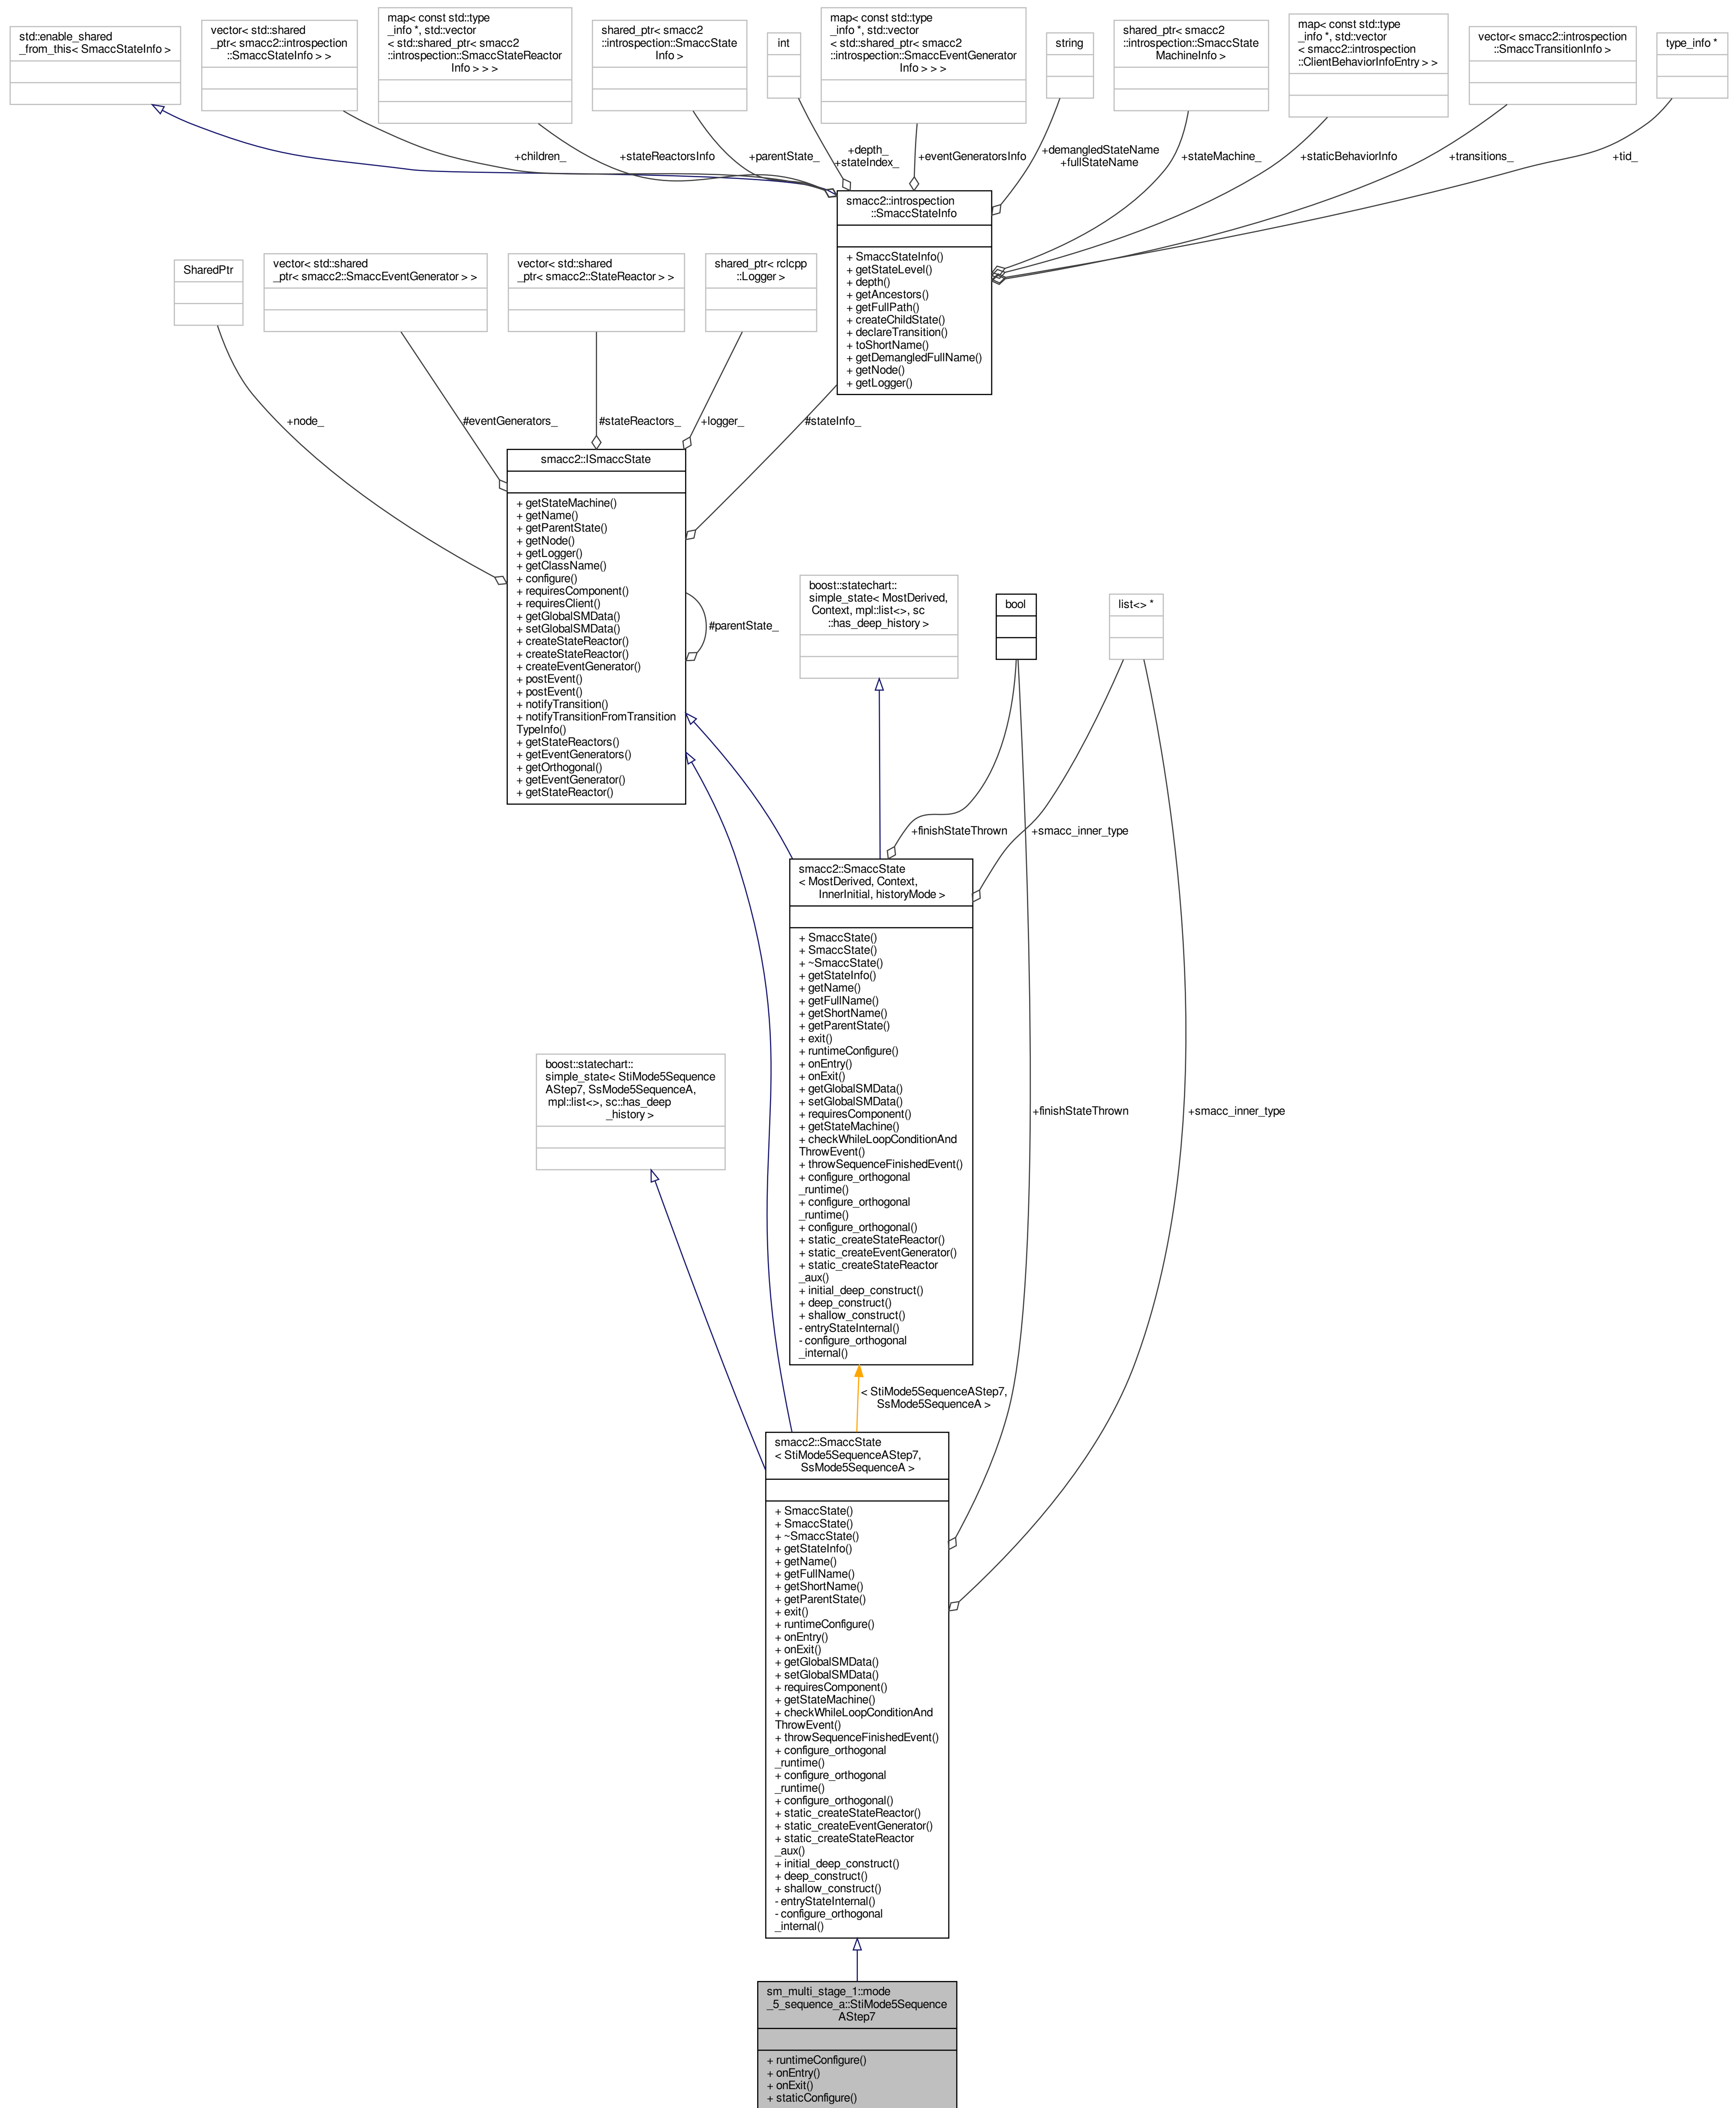 std::enable_shared
_from_this< SmaccStateInfo >
vector< std::shared
_ptr< smacc2::introspection
::SmaccStateInfo > >
map< const std::type
_info *, std::vector
< std::shared_ptr< smacc2
::introspection::SmaccStateReactor
Info > > >
shared_ptr< smacc2
::introspection::SmaccState
Info >
int
map< const std::type
_info *, std::vector
< std::shared_ptr< smacc2
::introspection::SmaccEventGenerator
Info > > >
string
shared_ptr< smacc2
::introspection::SmaccState
MachineInfo >
map< const std::type
_info *, std::vector
< smacc2::introspection
::ClientBehaviorInfoEntry > >
vector< smacc2::introspection
::SmaccTransitionInfo >
type_info *
+children_
+stateReactorsInfo
+parentState_
+depth_
+stateIndex_
+eventGeneratorsInfo
+demangledStateName
+fullStateName
+stateMachine_
+staticBehaviorInfo
+transitions_
+tid_
smacc2::introspection
::SmaccStateInfo
+ SmaccStateInfo()
+ getStateLevel()
+ depth()
+ getAncestors()
+ getFullPath()
+ createChildState()
+ declareTransition()
+ toShortName()
+ getDemangledFullName()
+ getNode()
+ getLogger()
SharedPtr
vector< std::shared
_ptr< smacc2::SmaccEventGenerator > >
vector< std::shared
_ptr< smacc2::StateReactor > >
shared_ptr< rclcpp
::Logger >
+node_
#eventGenerators_
#stateReactors_
+logger_
#stateInfo_
smacc2::ISmaccState
+ getStateMachine()
+ getName()
+ getParentState()
+ getNode()
+ getLogger()
+ getClassName()
+ configure()
+ requiresComponent()
+ requiresClient()
+ getGlobalSMData()
+ setGlobalSMData()
+ createStateReactor()
+ createStateReactor()
+ createEventGenerator()
+ postEvent()
+ postEvent()
+ notifyTransition()
+ notifyTransitionFromTransition
TypeInfo()
+ getStateReactors()
+ getEventGenerators()
+ getOrthogonal()
+ getEventGenerator()
+ getStateReactor()
#parentState_
boost::statechart::
simple_state< MostDerived,
Context, mpl::list<>, sc
::has_deep_history >
bool
list<> *
+finishStateThrown
+smacc_inner_type
smacc2::SmaccState
< MostDerived, Context,
InnerInitial, historyMode >
+ SmaccState()
+ SmaccState()
+ ~SmaccState()
+ getStateInfo()
+ getName()
+ getFullName()
+ getShortName()
+ getParentState()
+ exit()
+ runtimeConfigure()
+ onEntry()
+ onExit()
+ getGlobalSMData()
+ setGlobalSMData()
+ requiresComponent()
+ getStateMachine()
+ checkWhileLoopConditionAnd
ThrowEvent()
+ throwSequenceFinishedEvent()
+ configure_orthogonal
_runtime()
+ configure_orthogonal
_runtime()
+ configure_orthogonal()
+ static_createStateReactor()
+ static_createEventGenerator()
+ static_createStateReactor
_aux()
+ initial_deep_construct()
+ deep_construct()
+ shallow_construct()
- entryStateInternal()
- configure_orthogonal
_internal()
boost::statechart::
simple_state< StiMode5Sequence
AStep7, SsMode5SequenceA,
mpl::list<>, sc::has_deep
_history >
+finishStateThrown
+smacc_inner_type
< StiMode5SequenceAStep7,
SsMode5SequenceA >
smacc2::SmaccState
< StiMode5SequenceAStep7,
SsMode5SequenceA >
+ SmaccState()
+ SmaccState()
+ ~SmaccState()
+ getStateInfo()
+ getName()
+ getFullName()
+ getShortName()
+ getParentState()
+ exit()
+ runtimeConfigure()
+ onEntry()
+ onExit()
+ getGlobalSMData()
+ setGlobalSMData()
+ requiresComponent()
+ getStateMachine()
+ checkWhileLoopConditionAnd
ThrowEvent()
+ throwSequenceFinishedEvent()
+ configure_orthogonal
_runtime()
+ configure_orthogonal
_runtime()
+ configure_orthogonal()
+ static_createStateReactor()
+ static_createEventGenerator()
+ static_createStateReactor
_aux()
+ initial_deep_construct()
+ deep_construct()
+ shallow_construct()
- entryStateInternal()
- configure_orthogonal
_internal()
sm_multi_stage_1::mode
_5_sequence_a::StiMode5Sequence
AStep7
+ runtimeConfigure()
+ onEntry()
+ onExit()
+ staticConfigure()